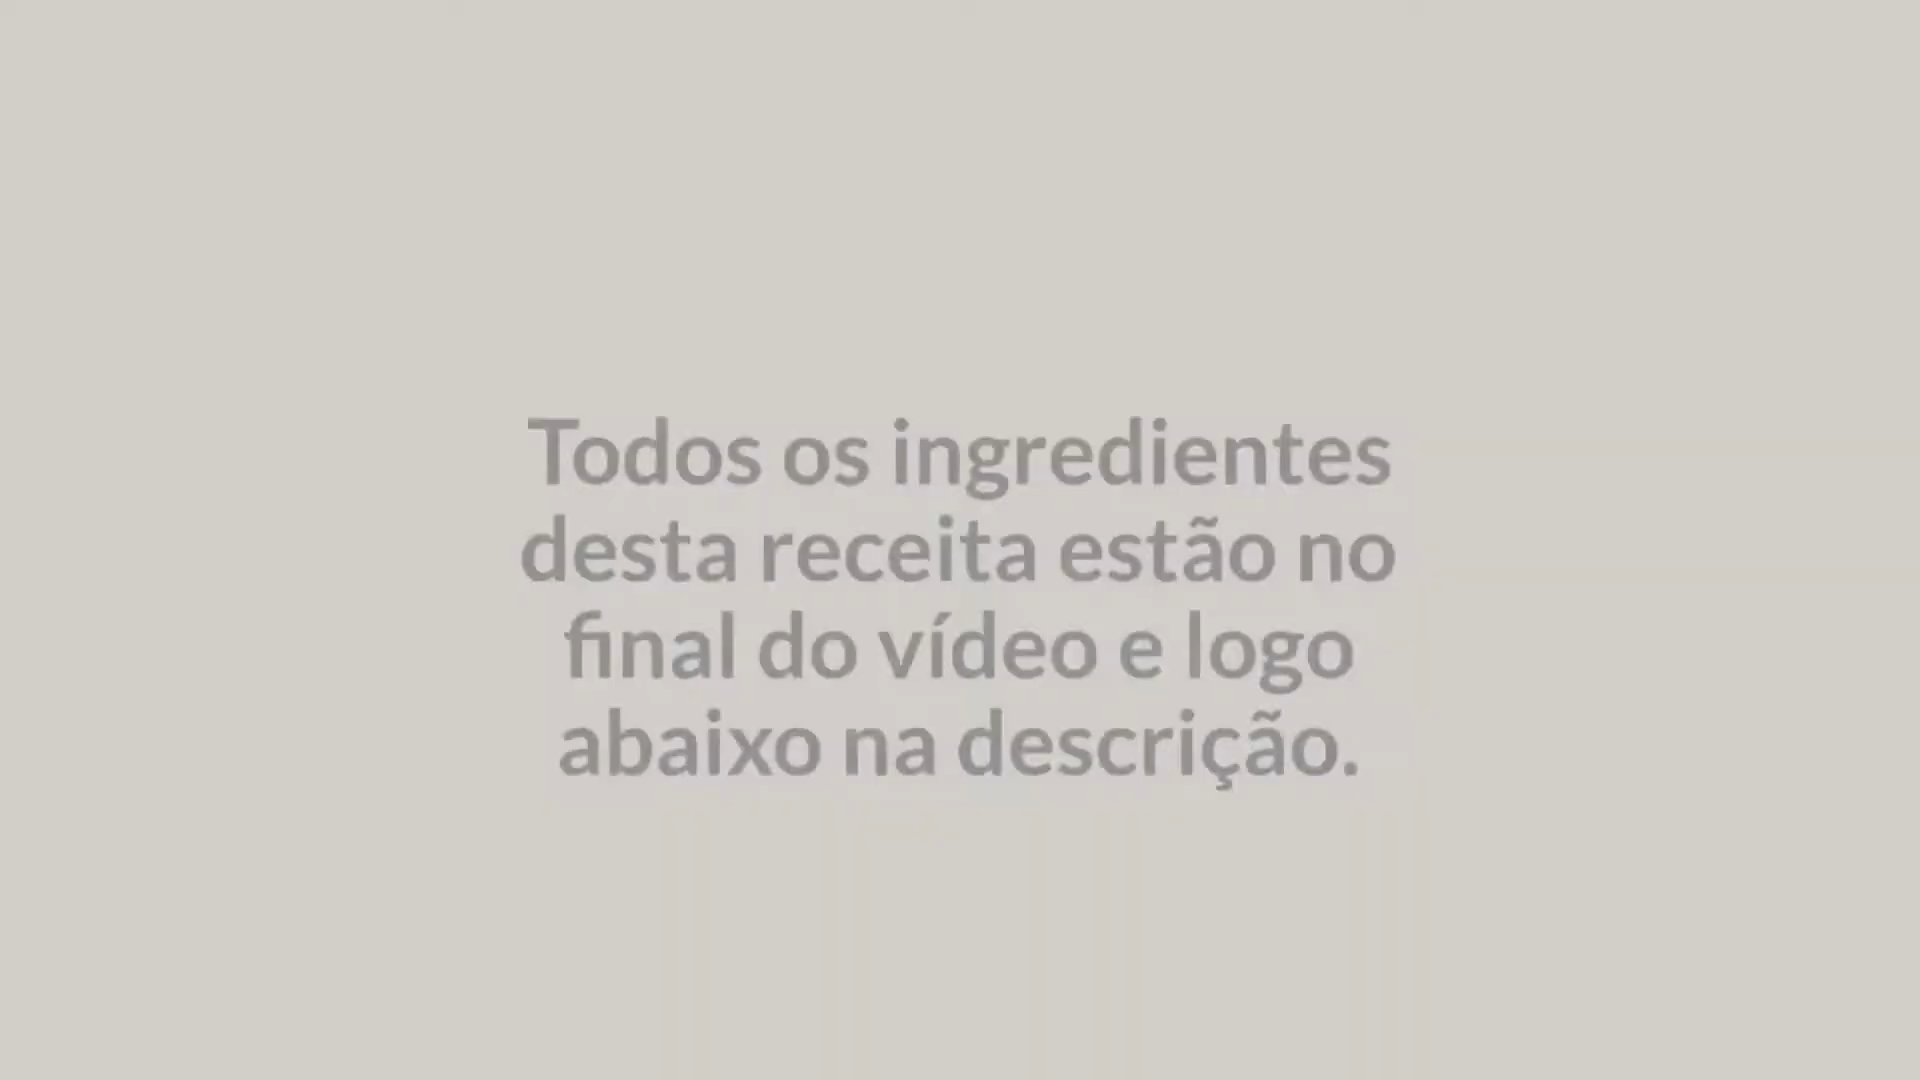 Todos os ingredientes
desta receita estão no
final do vídeo e logo
abaixo na descrição.